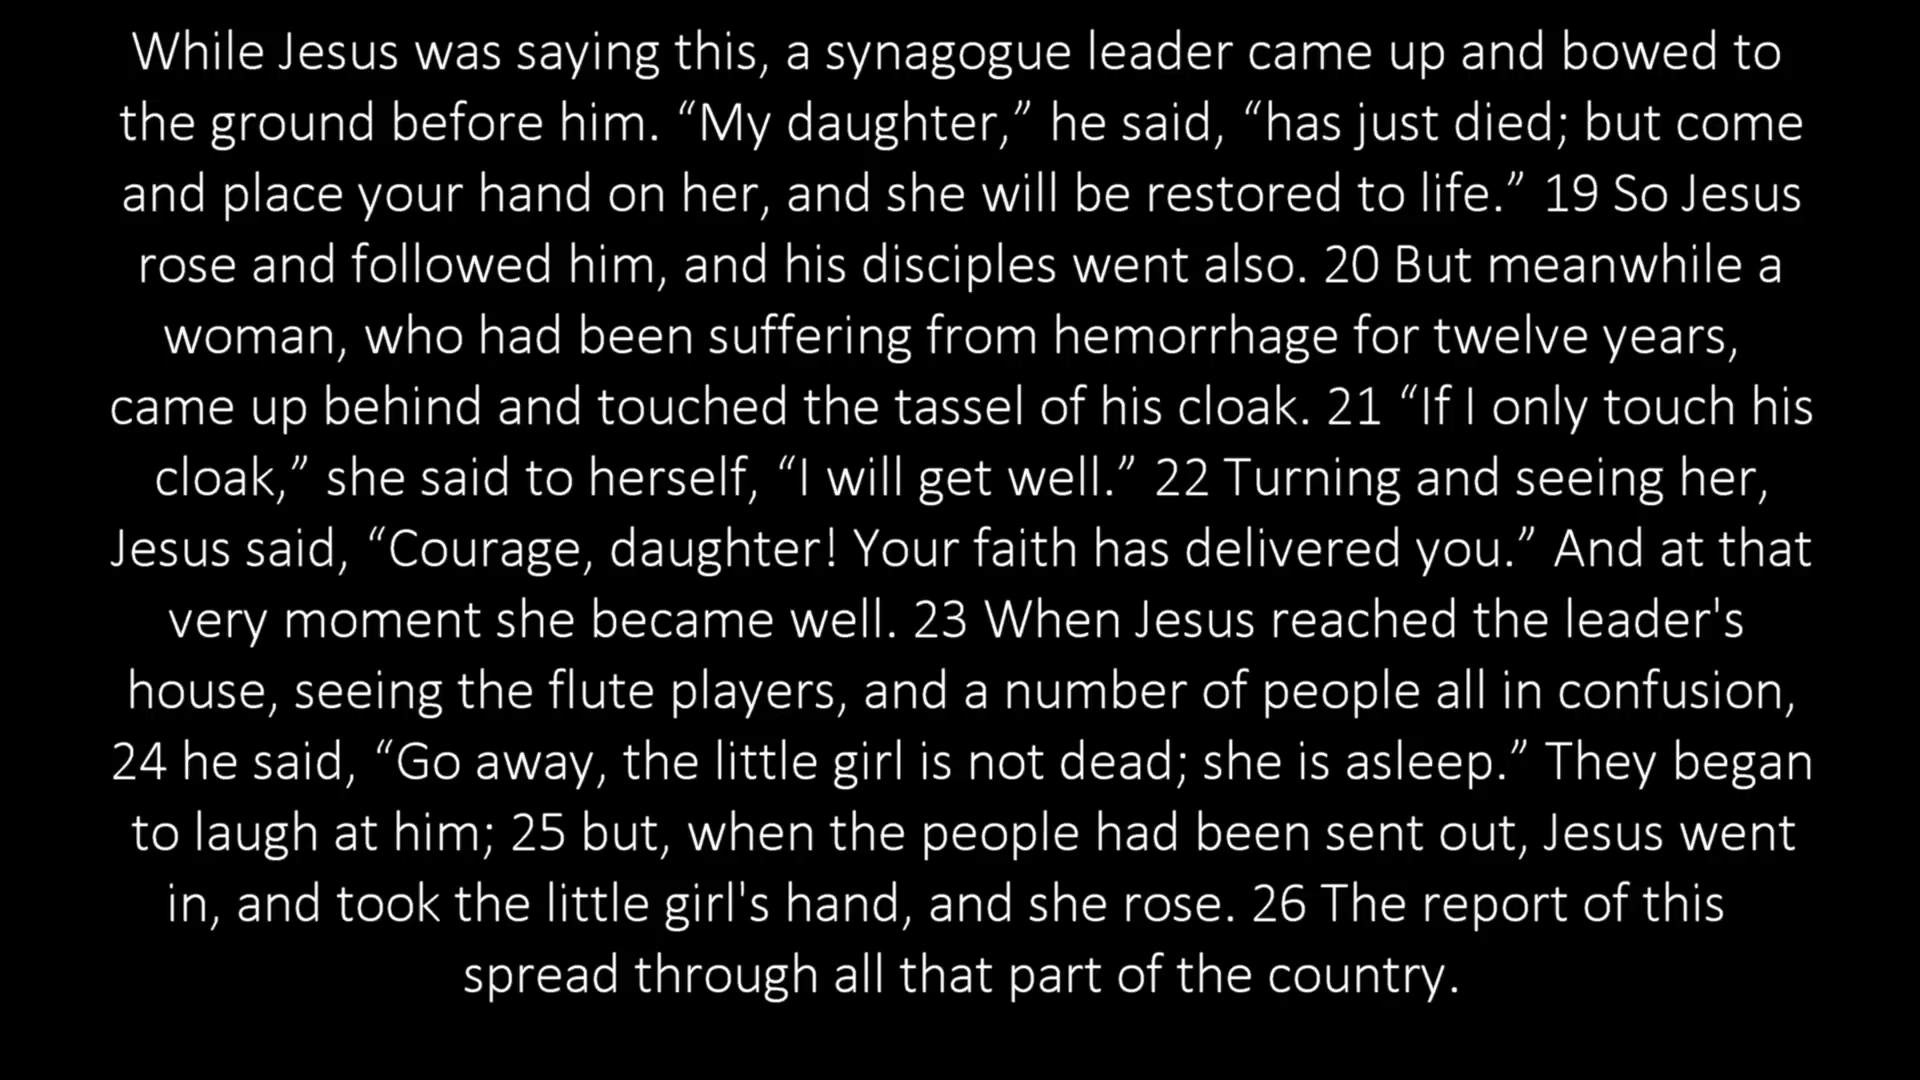 While Jesus was saying this, a synagogue leader came up and bowed to
the ground before him. “My daughter,” he said, “has just died; but come
and place your hand on her, and she will be restored to life.” 19 So Jesus
rose and followed him, and his disciples went also. 20 But meanwhile a
woman, who had been suffering from hemorrhage for twelve years,
came up behind and touched the tassel of his cloak. 21 “If I only touch his
cloak,” she said to herself, “I will get well.” 22 Turning and seeing her,
Jesus said, “Courage, daughter! Your faith has delivered you.” And at that
very moment she became well. 23 When Jesus reached the leader's
house, seeing the flute players, and a number of people all in confusion,
24 he said, “Go away, the little girl is not dead; she is asleep.” They began
to laugh at him; 25 but, when the people had been sent out, Jesus went
in, and took the little girl's hand, and she rose. 26 The report of this
spread through all that part of the country.